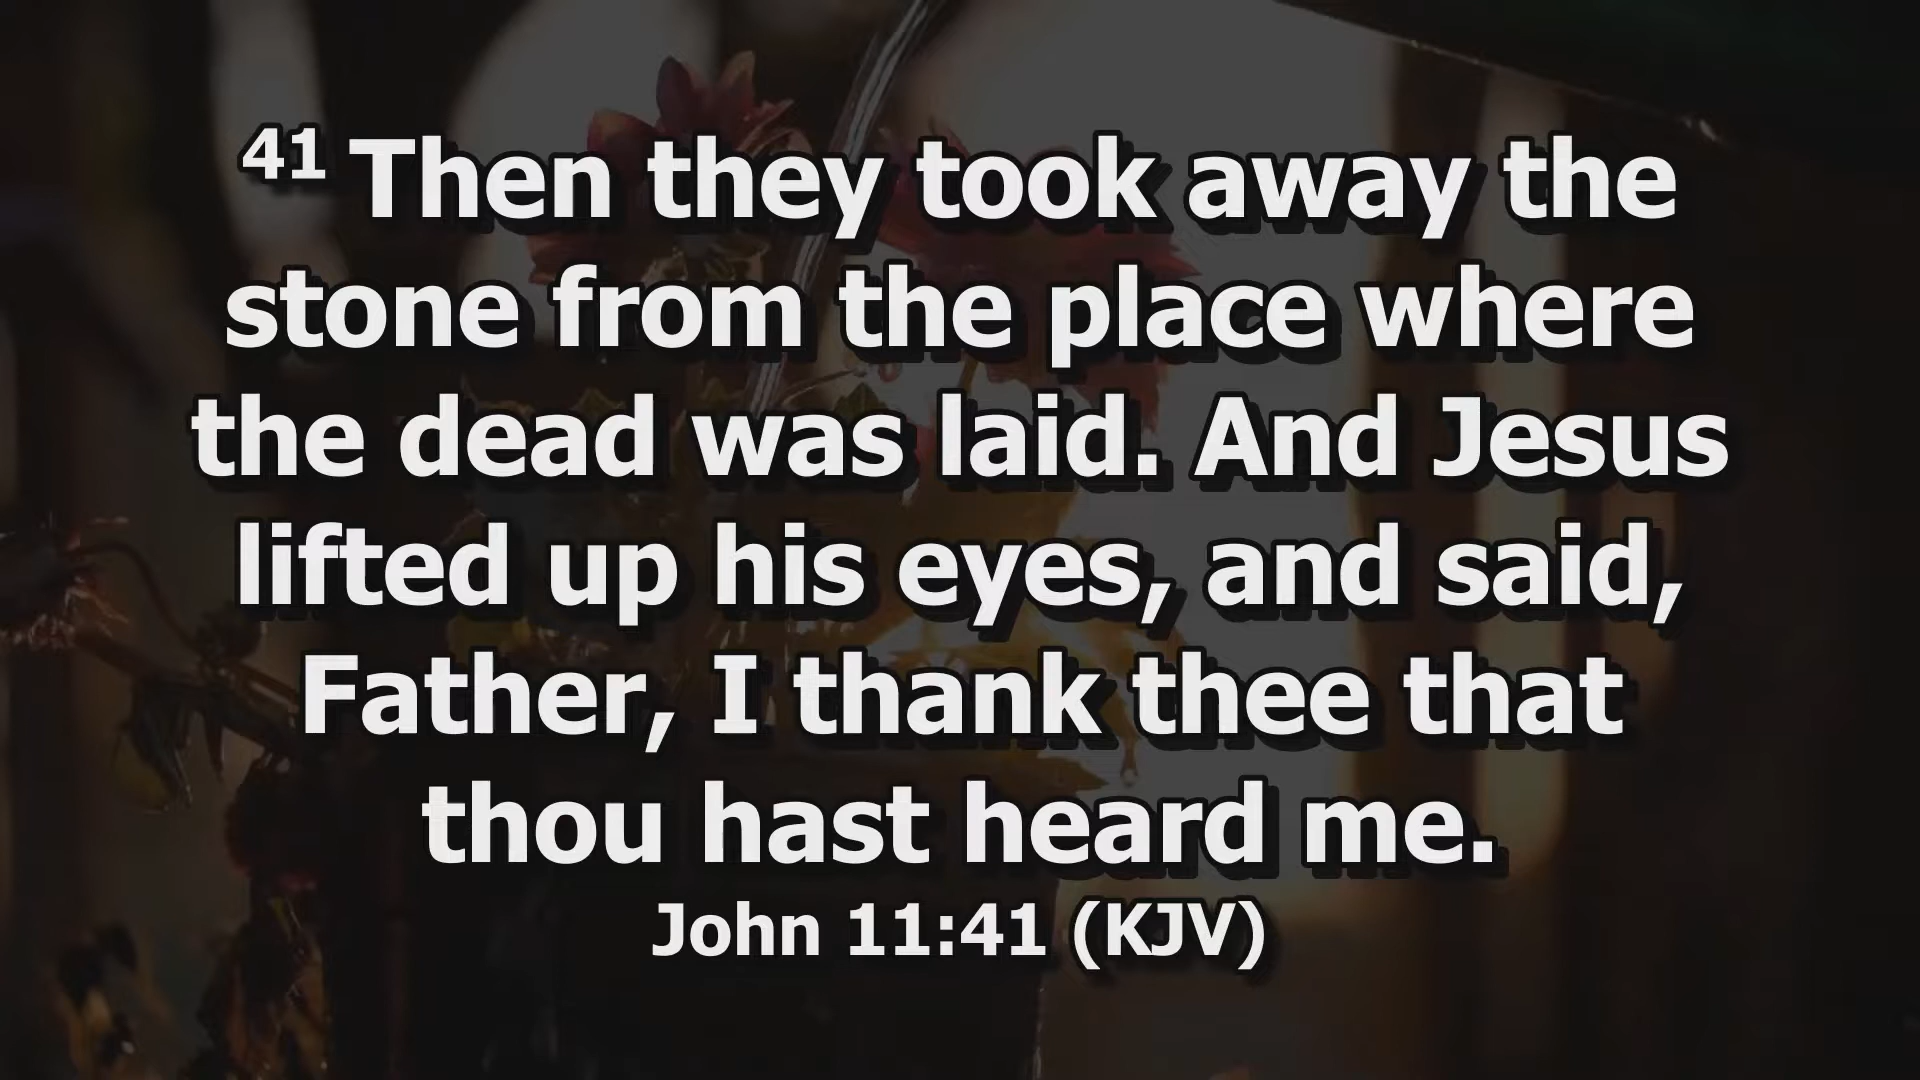 41 Then they took away the
stone from the place where
the dead was laid. And Jesus
lifted up his eyes, and said,
Father, I thank thee that
thou hast heard me.
John 11:41 (KJV)